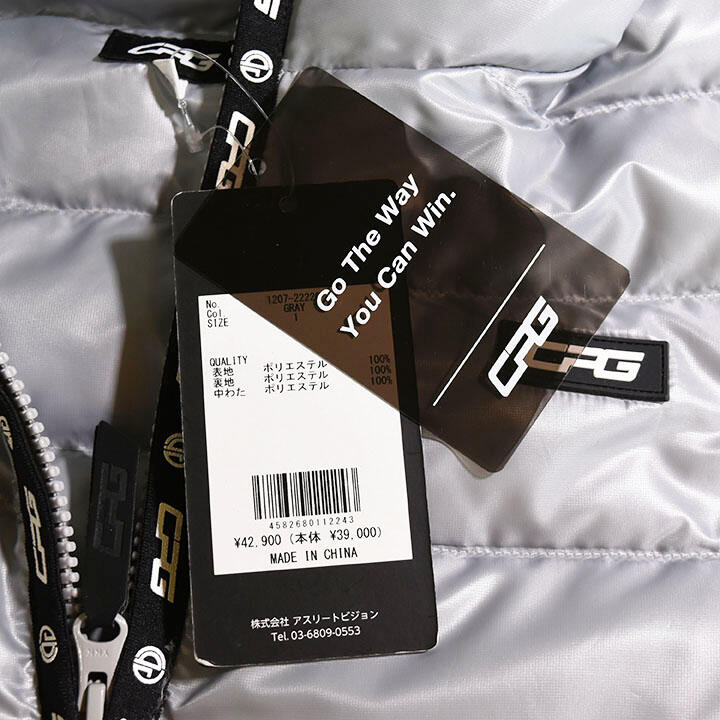 CPG
CPG
Go The Way
You Can Win.
CPG
CPG
No.
Col.
GRAY
SIZE
1
QUALITY
表地 ポリエステル 100%
裏地 ポリエステル 100%
中わた ポリエステル 100%
4582680112243
¥42,900 (本体 ¥39,000)
MADE IN CHINA
株式会社 アスリートビジョン
Tel. 03-6809-0553
CPG
CPG
CPG